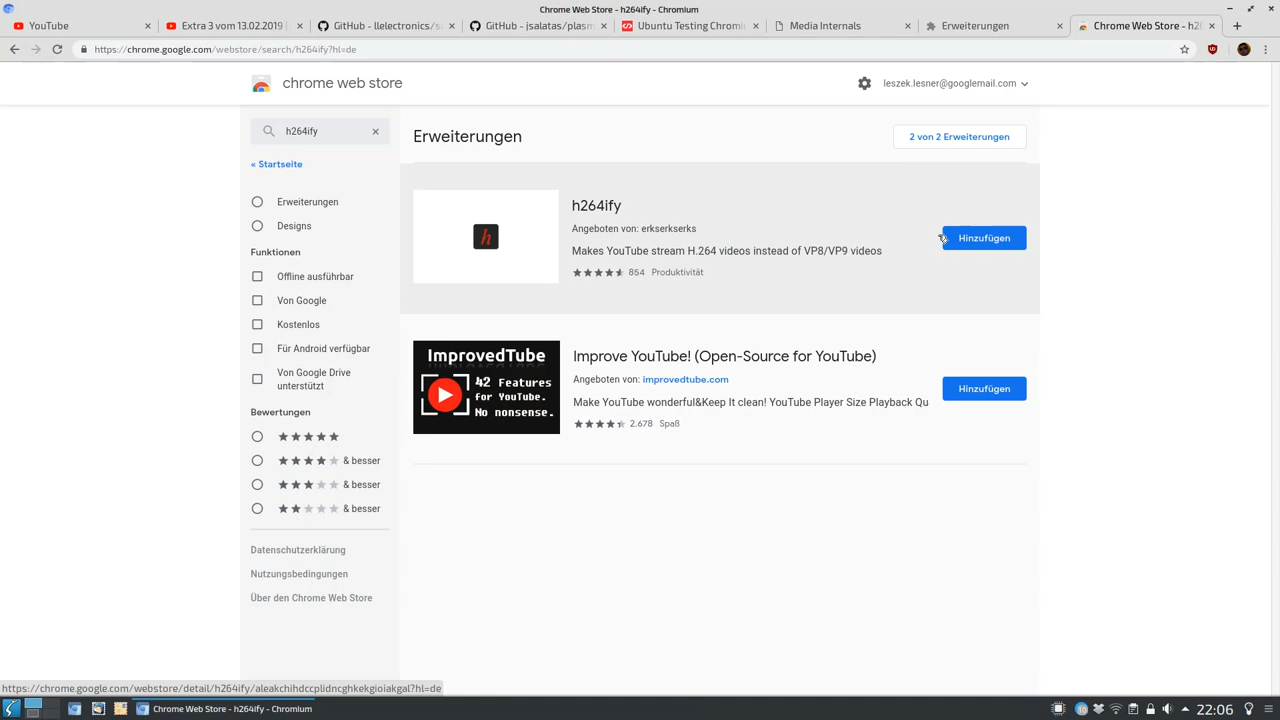 Chrome Web Store - h264ify - Chromium
YouTube
Extra 3 vom 13.02.2019 |
GitHub - llelectronics/s
GitHub - jsalatas/plasm
Ubuntu Testing Chromi
Media Internals
Erweiterungen
Chrome Web Store - h26
https://chrome.google.com/webstore/search/h264ify?hl=de
chrome web store
leszek.lesner@googlemail.com
h264ify
« Startseite
Erweiterungen
Designs
Funktionen
Offline ausführbar
Von Google
Kostenlos
Für Android verfügbar
Von Google Drive
unterstützt
Bewertungen
& besser
& besser
& besser
Datenschutzerklärung
Nutzungsbedingungen
Über den Chrome Web Store
Erweiterungen
2 von 2 Erweiterungen
h
h264ify
Angeboten von: erkserkserks
Makes YouTube stream H.264 videos instead of VP8/VP9 videos
854 Produktivität
Hinzufügen
ImprovedTube
42 Features
for YouTube.
No nonsense.
Improve YouTube! (Open-Source for YouTube)
Angeboten von: improvedtube.com
Make YouTube wonderful&Keep It clean! YouTube Player Size Playback Qu
2.678 Spaß
Hinzufügen
https://chrome.google.com/webstore/detail/h264ify/aleakchihdccplidncghkekgioiakgal?hl=de
Chrome Web Store - h264ify - Chromium
22:06